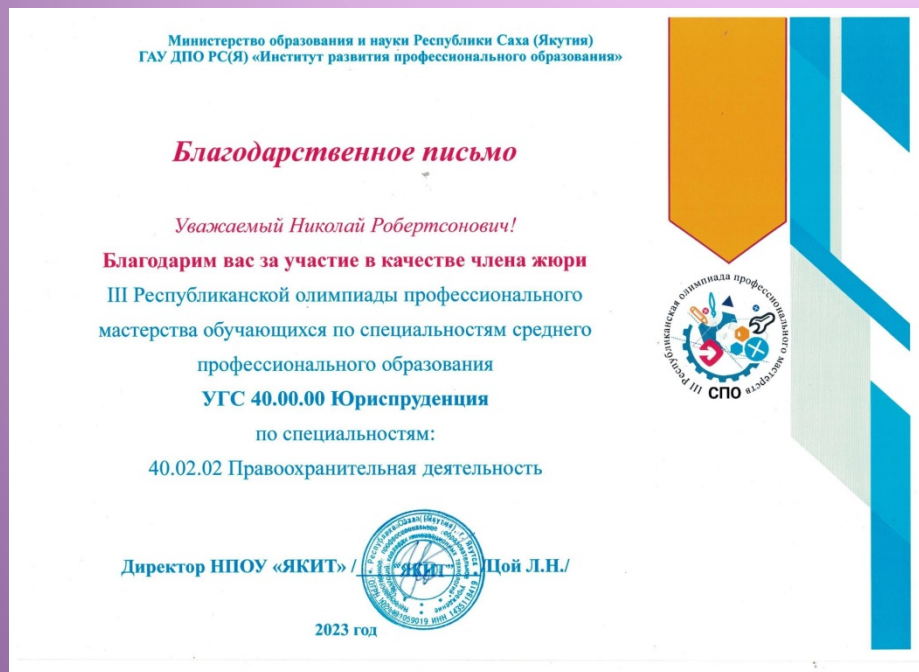 Министерство образования и науки Республики Саха (Якутия)
ГАУ ДПО РС(Я) «Институт развития профессионального образования»
Благодарственное письмо
Уважаемый Николай Робертсонович!
Благодарим вас за участие в качестве члена жюри
III Республиканской олимпиады профессионального
мастерства обучающихся по специальностям среднего
профессионального образования
УГС 40.00.00 Юриспруденция
по специальностям:
40.02.02 Правоохранительная деятельность
III Республиканская олимпиада профессионального мастерств
СПО
Директор НПОУ «ЯКИТ» /
"ЯКИТ"
/Цой Л.Н./
2023 год